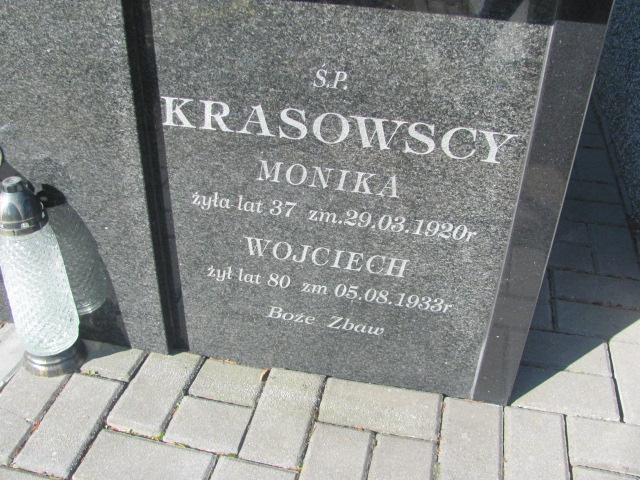 Ś.P.
KRASOWSCY
MONIKA
żyła lat 37 zm.29.03.1920r
WOJCIECH
żył lat 80 zm 05.08.1933r
Boże Zbaw